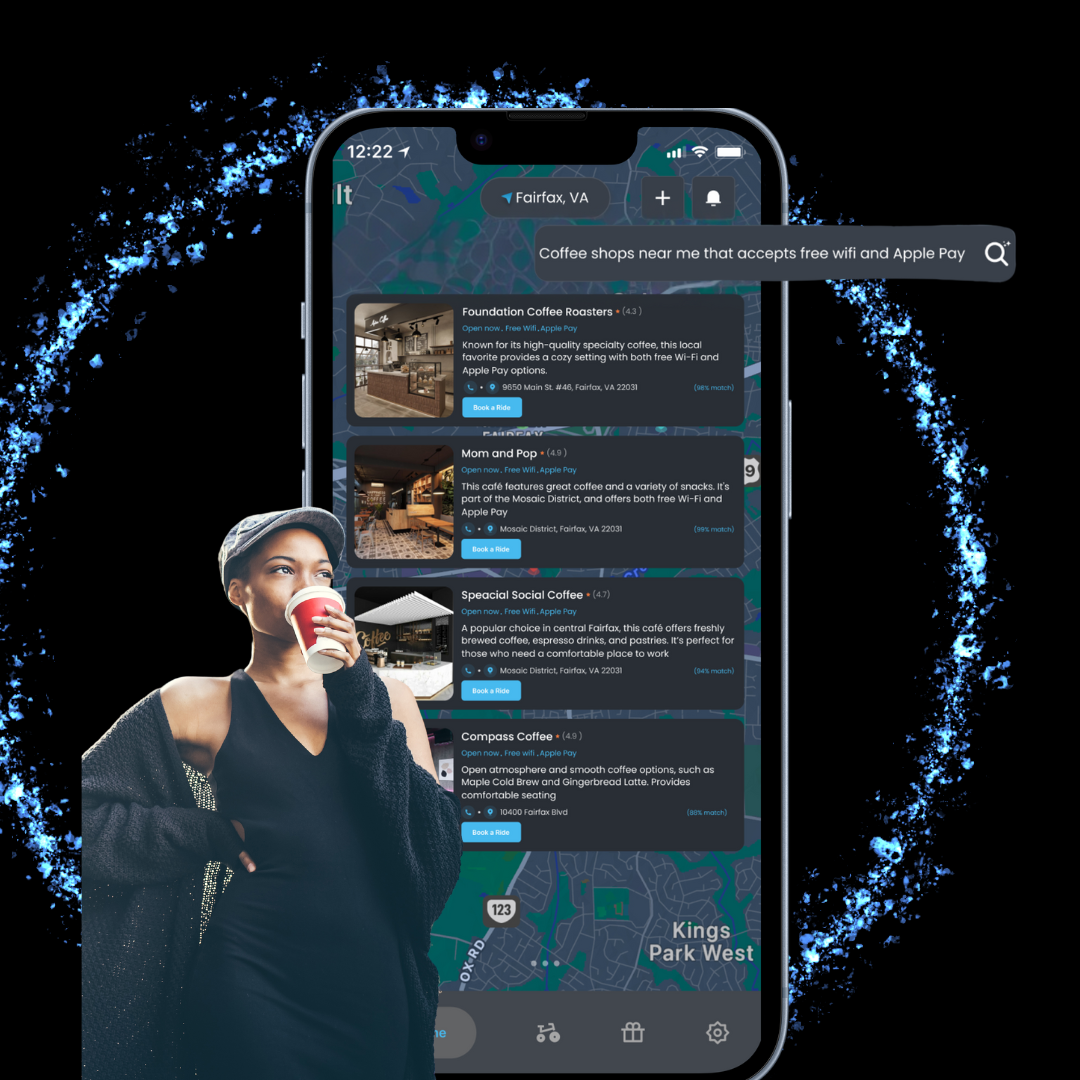 12:22
lt
Fairfax, VA
Coffee shops near me that accepts free wifi and Apple Pay
Foundation Coffee Roasters • (4.3 )
Open now, Free Wifi, Apple Pay
Known for its high-quality specialty coffee, this local
favorite provides a cozy setting with both free Wi-Fi and
Apple Pay options.
9650 Main St. #46, Fairfax, VA 22031 (98% match)
Book a Ride
FAIRFAX
Mom and Pop • (4.9 )
Open now, Free Wifi, Apple Pay
This café features great coffee and a variety of snacks. It's
part of the Mosaic District, and offers both free Wi-Fi and
Apple Pay
Mosaic District, Fairfax, VA 22031 (99% match)
Book a Ride
9
Speacial Social Coffee • (4.7)
Open now, Free Wifi, Apple Pay
A popular choice in central Fairfax, this café offers freshly
brewed coffee, espresso drinks, and pastries. It's perfect for
those who need a comfortable place to work
Mosaic District, Fairfax, VA 22031 (94% match)
Book a Ride
Coffee
Compass Coffee • (4.9 )
Open now, Free wifi, Apple Pay
Open atmosphere and smooth coffee options, such as
Maple Cold Brew and Gingerbread Latte. Provides
comfortable seating
10400 Fairfax Blvd (88% match)
Book a Ride
123
OX RD
Kings
Park West
ne